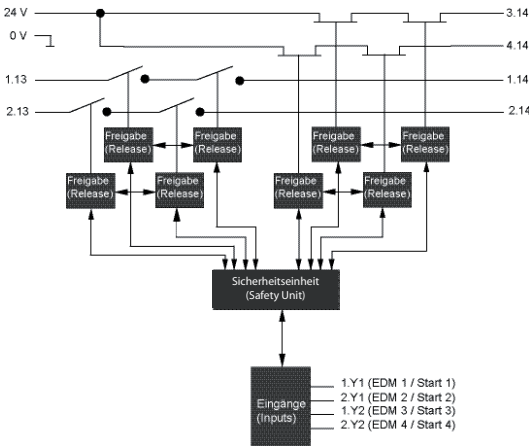 24 V
3.14
0 V
4.14
1.13
1.14
2.13
2.14
Freigabe
(Release)
Freigabe
(Release)
Freigabe
(Release)
Freigabe
(Release)
Freigabe
(Release)
Freigabe
(Release)
Freigabe
(Release)
Freigabe
(Release)
Sicherheitseinheit
(Safety Unit)
Eingänge
(Inputs)
1.Y1 (EDM 1 / Start 1)
2.Y1 (EDM 2 / Start 2)
1.Y2 (EDM 3 / Start 3)
2.Y2 (EDM 4 / Start 4)